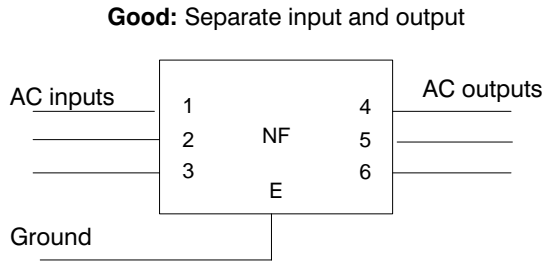 Good: Separate input and output
AC inputs
AC outputs
1
4
2
NF
5
3
6
E
Ground